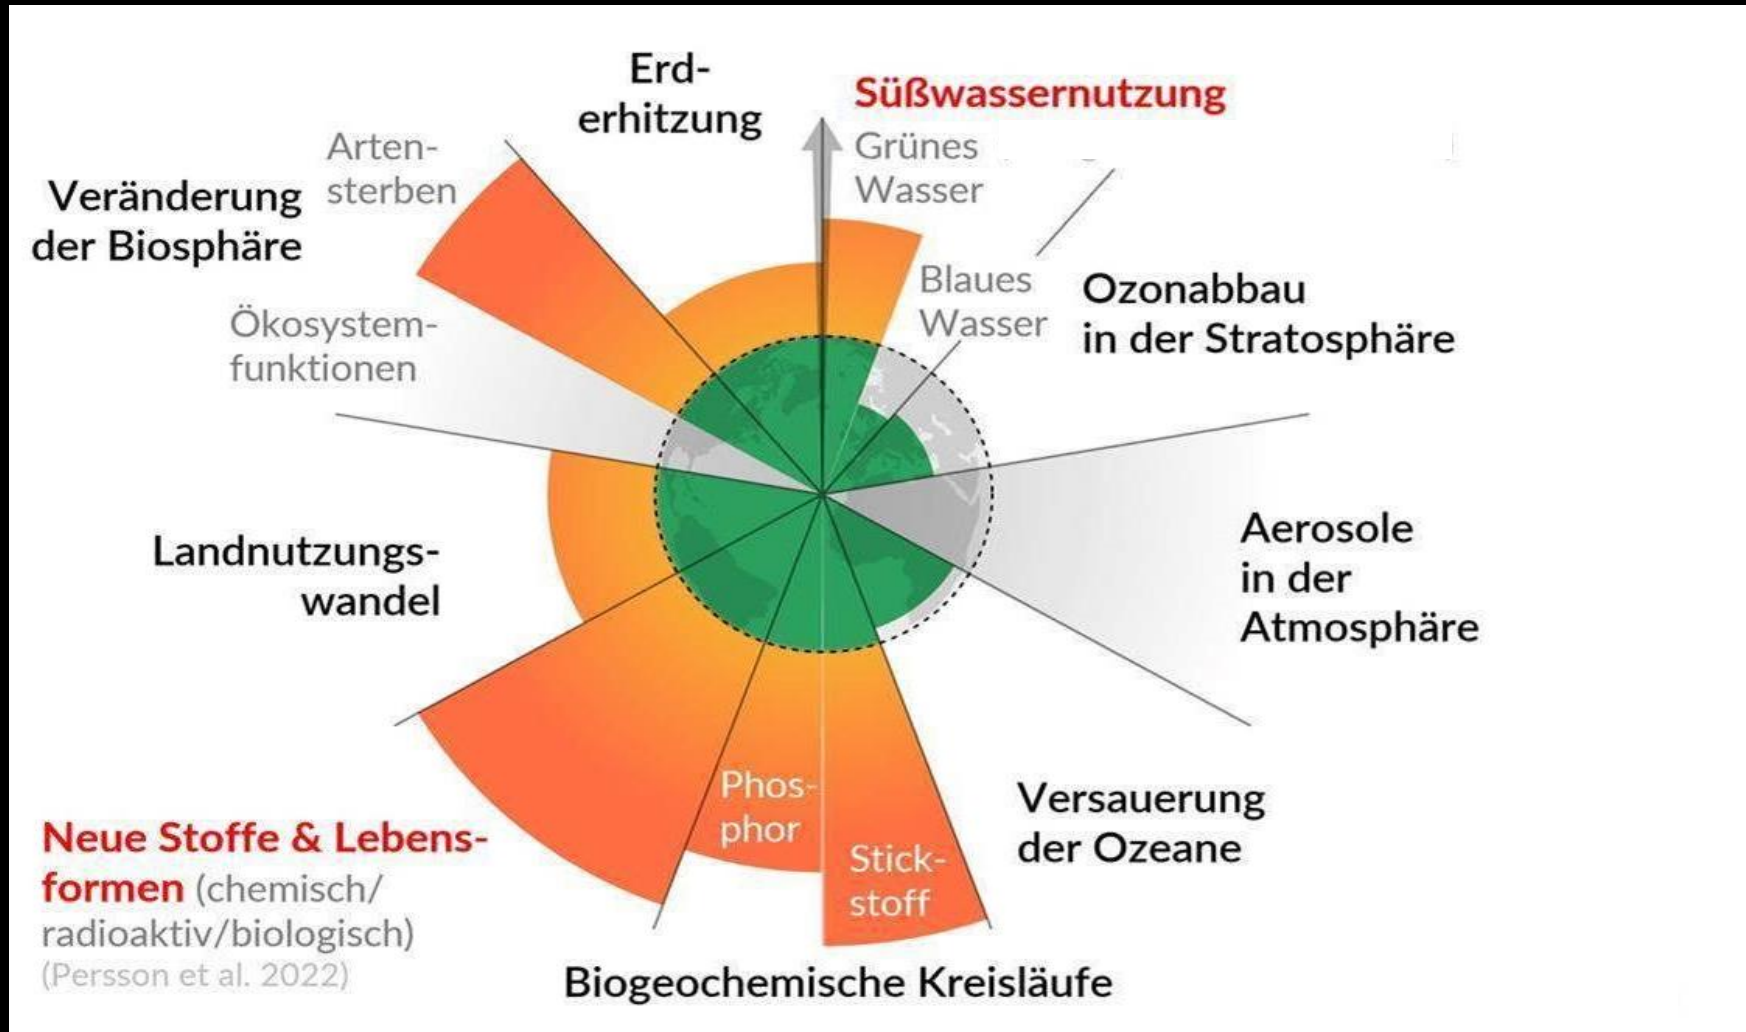 Erd-
erhitzung
Süßwassernutzung
Grünes
Wasser
Blaues
Wasser
Ozonabbau
in der Stratosphäre
Aerosole
in der
Atmosphäre
Versauerung
der Ozeane
Biogeochemische Kreisläufe
Stick-
stoff
Phos-
phor
Neue Stoffe & Lebens-
formen (chemisch/
radioaktiv/biologisch)
(Persson et al. 2022)
Landnutzungs-
wandel
Veränderung
der Biosphäre
Ökosystem-
funktionen
Arten-
sterben